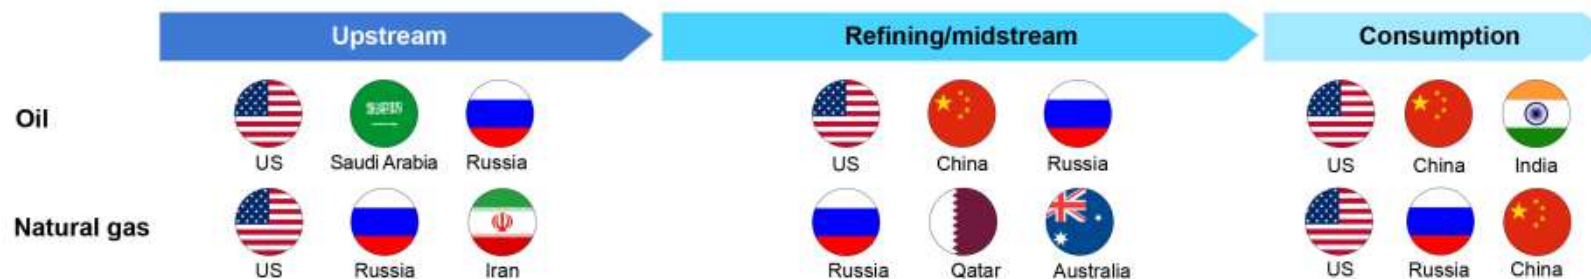 Upstream Refining/midstream Consumption
Oil
US Saudi Arabia Russia US China Russia US China India
Natural gas
US Russia Iran Russia Qatar Australia US Russia China